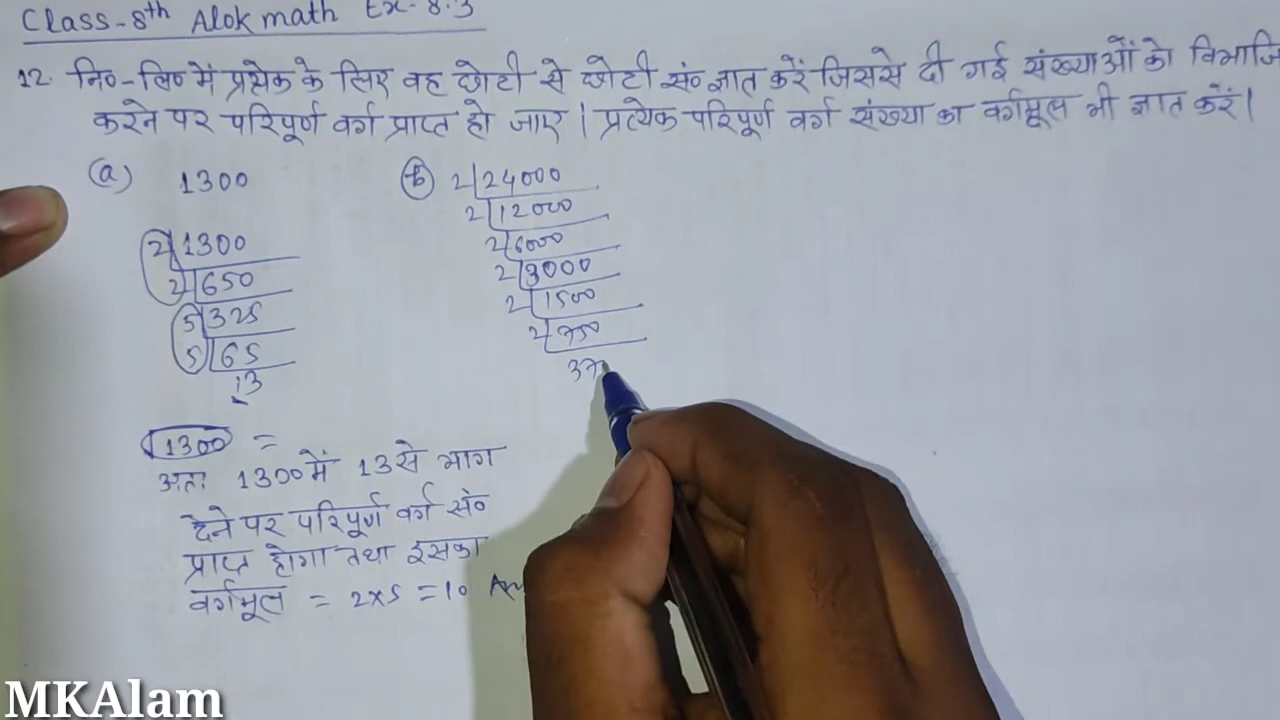 Class-8th Alok math Ex-8.3
12. नि०-लि० में प्रत्येक के लिए वह छोटी से छोटी सं० ज्ञात करें जिससे दी गई संख्याओं को विभाजि
करने पर परिपूर्ण वर्ग प्राप्त हो जाए । प्रत्येक परिपूर्ण वर्ग संख्या का वर्गमूल भी ज्ञात करें।
(a) 1300
2 1300
2 650
5 325
5 65
13
1300 =
अतः 1300 में 13 से भाग
देने पर परिपूर्ण वर्ग सं०
प्राप्त होगा तथा इसका
वर्गमूल = 2×5 = 10
(b) 2 24000
2 12000
2 6000
2 3000
2 1500
2 750
37
MKAlam